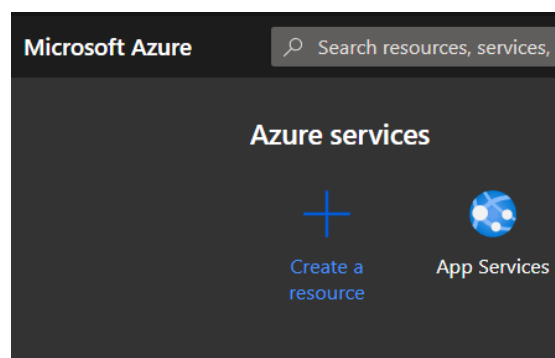 Microsoft Azure
Search resources, services,
Azure services
Create a
resource
App Services